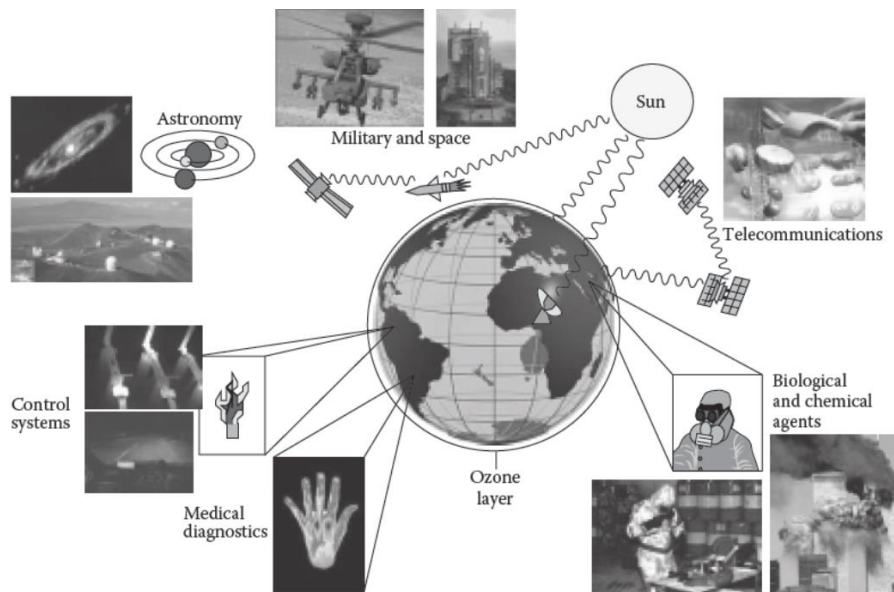 Astronomy
Military and space
Sun
Telecommunications
Control
systems
Medical
diagnostics
Ozone
layer
Biological
and chemical
agents